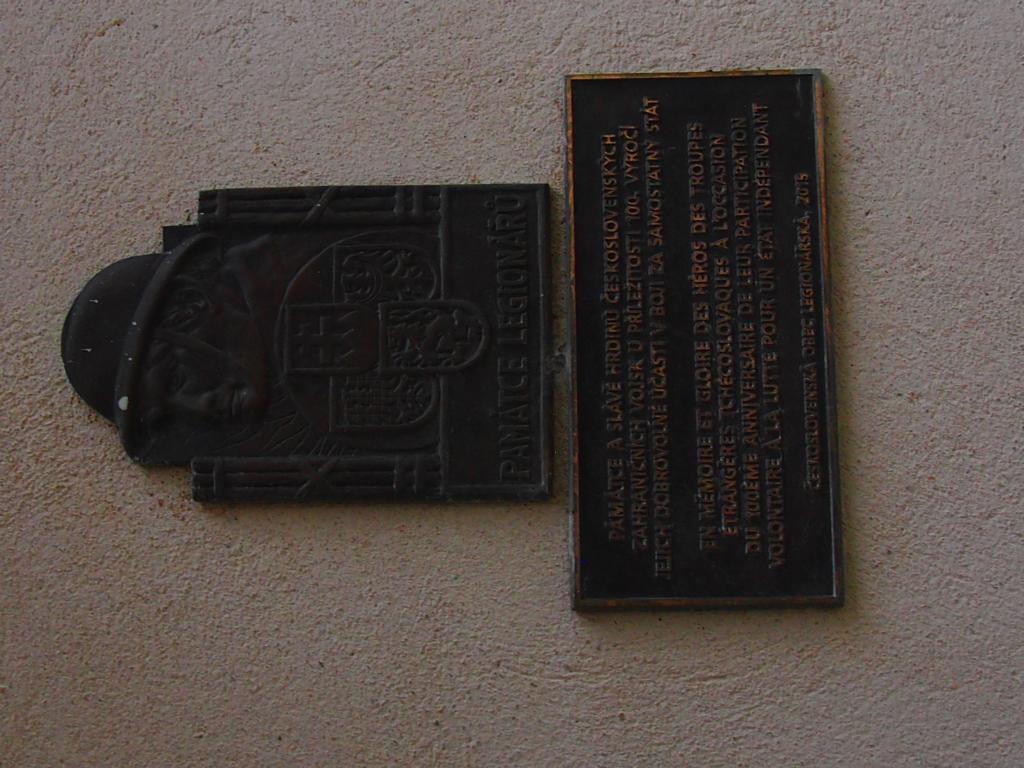 PAMÁTCE LEGIONÁŘŮ
PAMÁTCE A SLÁVĚ HRDINŮ ČESKOSLOVENSKÝCH
ZAHRANIČNÍCH VOJSK U PŘÍLEŽITOSTI 100. VÝROČÍ
JEJICH DOBROVOLNÉ ÚČASTI V BOJI ZA SAMOSTATNÝ STÁT
EN MÉMOIRE ET GLOIRE DES HÉROS DES TROUPES
ÉTRANGÈRES TCHÉCOSLOVAQUES À L'OCCASION
DU 100ÈME ANNIVERSAIRE DE LEUR PARTICIPATION
VOLONTAIRE À LA LUTTE POUR UN ÉTAT INDÉPENDANT
ČESKOSLOVENSKÁ OBEC LEGIONÁŘSKÁ, 2015